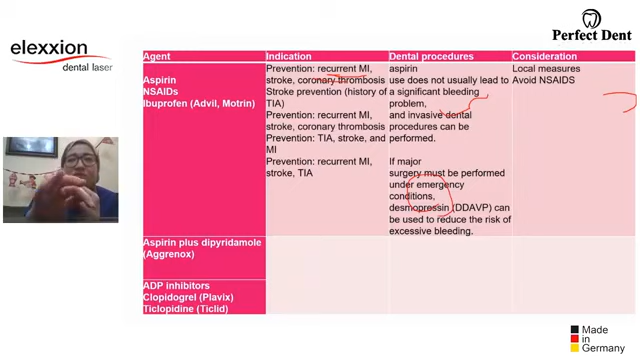 elexxion
dental laser
Perfect Dent
Agent
Indication
Dental procedures
Consideration
Aspirin
NSAIDs
Ibuprofen (Advil, Motrin)
Prevention: recurrent MI,
stroke, coronary thrombosis
Stroke prevention (history of
TIA)
Prevention: recurrent MI,
stroke, coronary thrombosis
Prevention: TIA, stroke, and
MI
Prevention: recurrent MI,
stroke, TIA
aspirin
use does not usually lead to
a significant bleeding
problem,
and invasive dental
procedures can be
performed.
If major
surgery must be performed
under emergency
conditions,
desmopressin (DDAVP) can
be used to reduce the risk of
excessive bleeding.
Local measures
Avoid NSAIDS
Aspirin plus dipyridamole
(Aggrenox)
ADP inhibitors
Clopidogrel (Plavix)
Ticlopidine (Ticlid)
Made
in
Germany